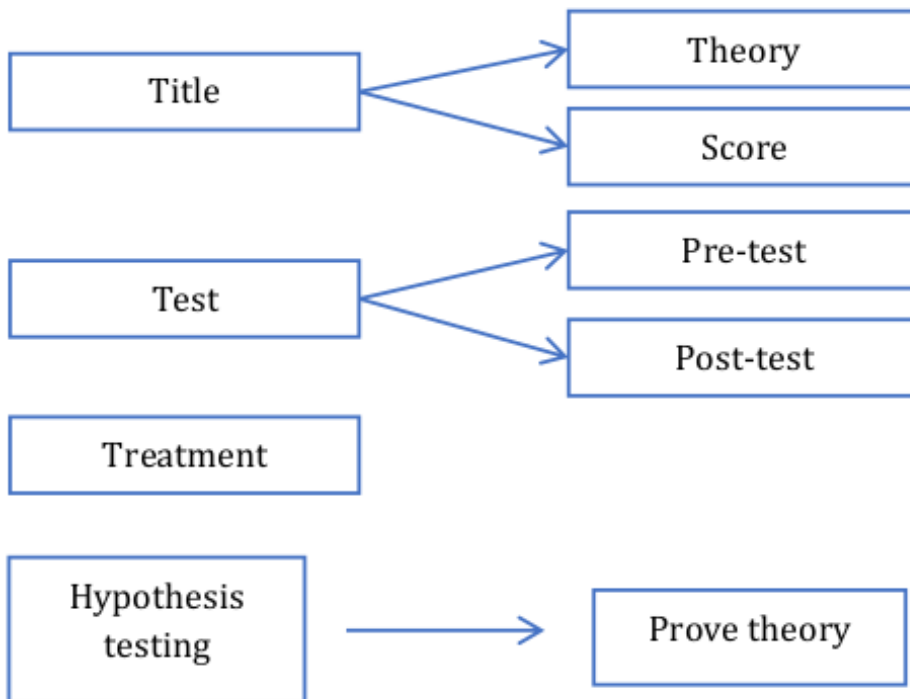 Title
Theory
Score
Test
Pre-test
Post-test
Treatment
Hypothesis
testing
Prove theory